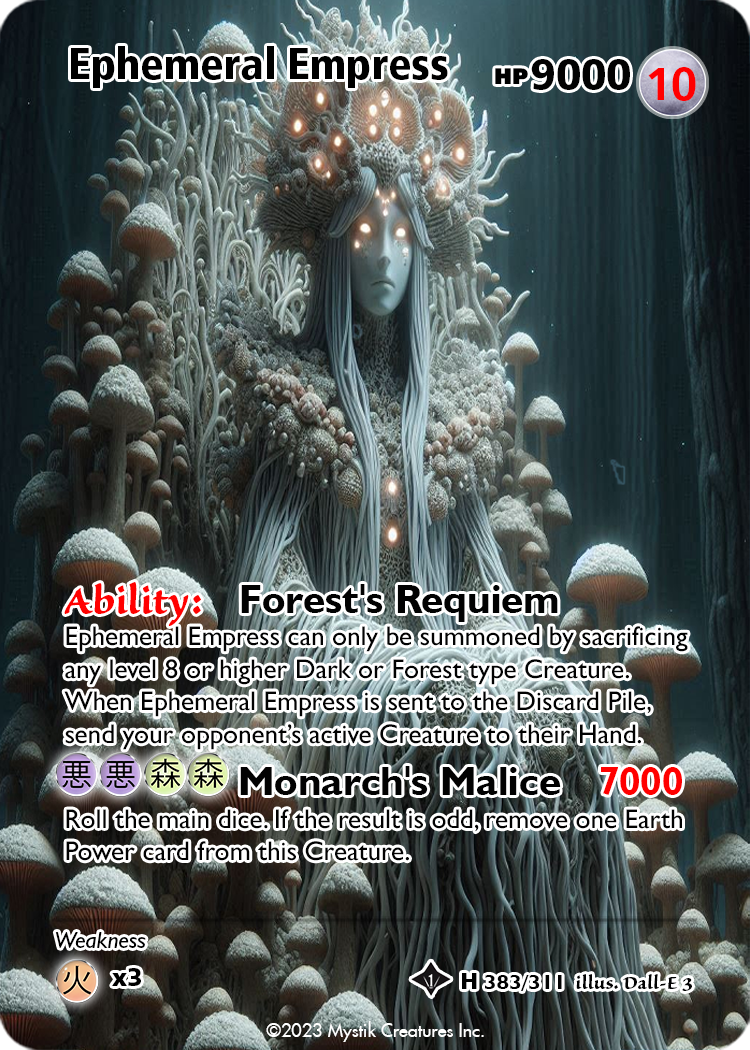 Ephemeral Empress HP9000 10
Ability: Forest's Requiem
Ephemeral Empress can only be summoned by sacrificing
any level 8 or higher Dark or Forest type Creature.
When Ephemeral Empress is sent to the Discard Pile,
send your opponent's active Creature to their Hand.
悪 悪 森 森 Monarch's Malice 7000
Roll the main dice. If the result is odd, remove one Earth
Power card from this Creature.
Weakness
火 x3
1 H 383/311 illus. Dall-E 3
©2023 Mystik Creatures Inc.